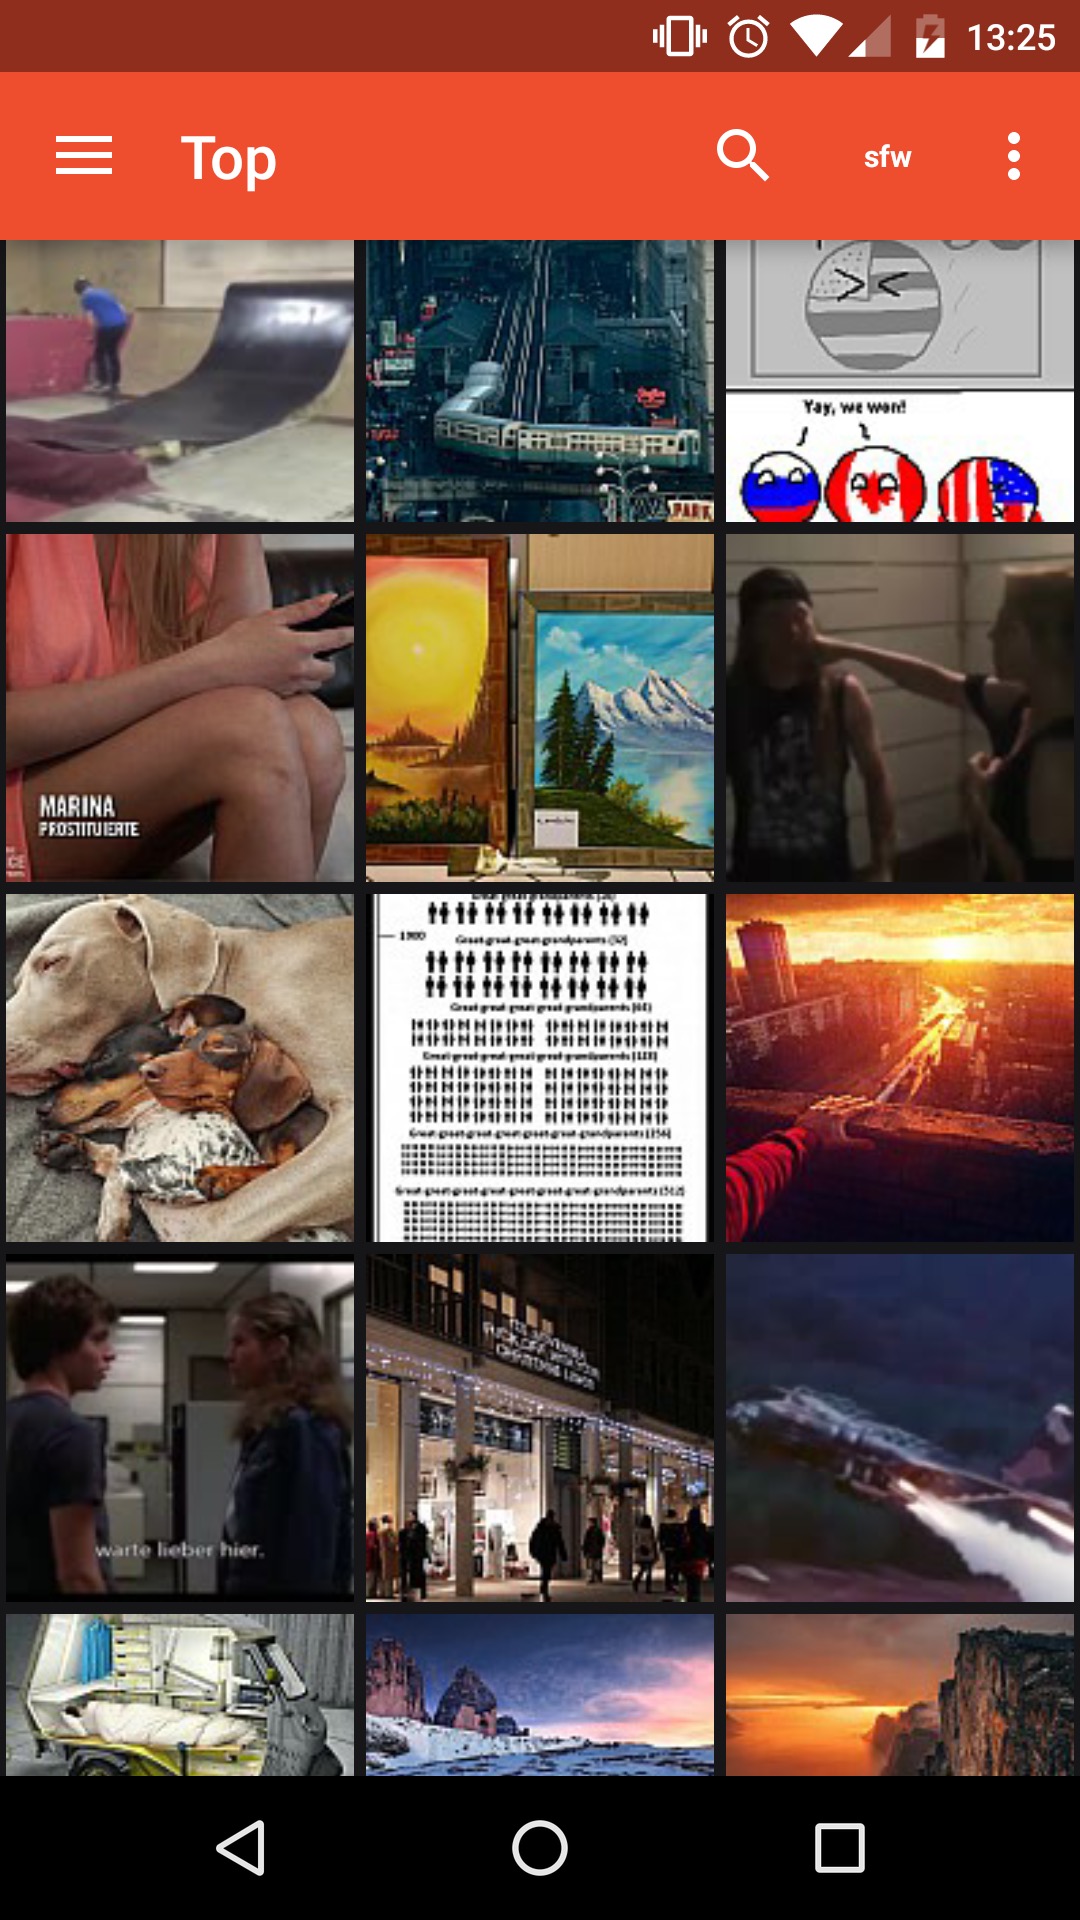 13:25
Top
sfw
Yay, we won!
PARK
MARINA
PROSTITUIERTE
1900
Great-great-great-grandparents (32)
Great-great-great-great-grandparents (64)
Great-great-great-great-great-grandparents (128)
Great-great-great-great-great-great-grandparents (256)
Great-great-great-great-great-great-great-grandparents (512)
warte lieber hier.